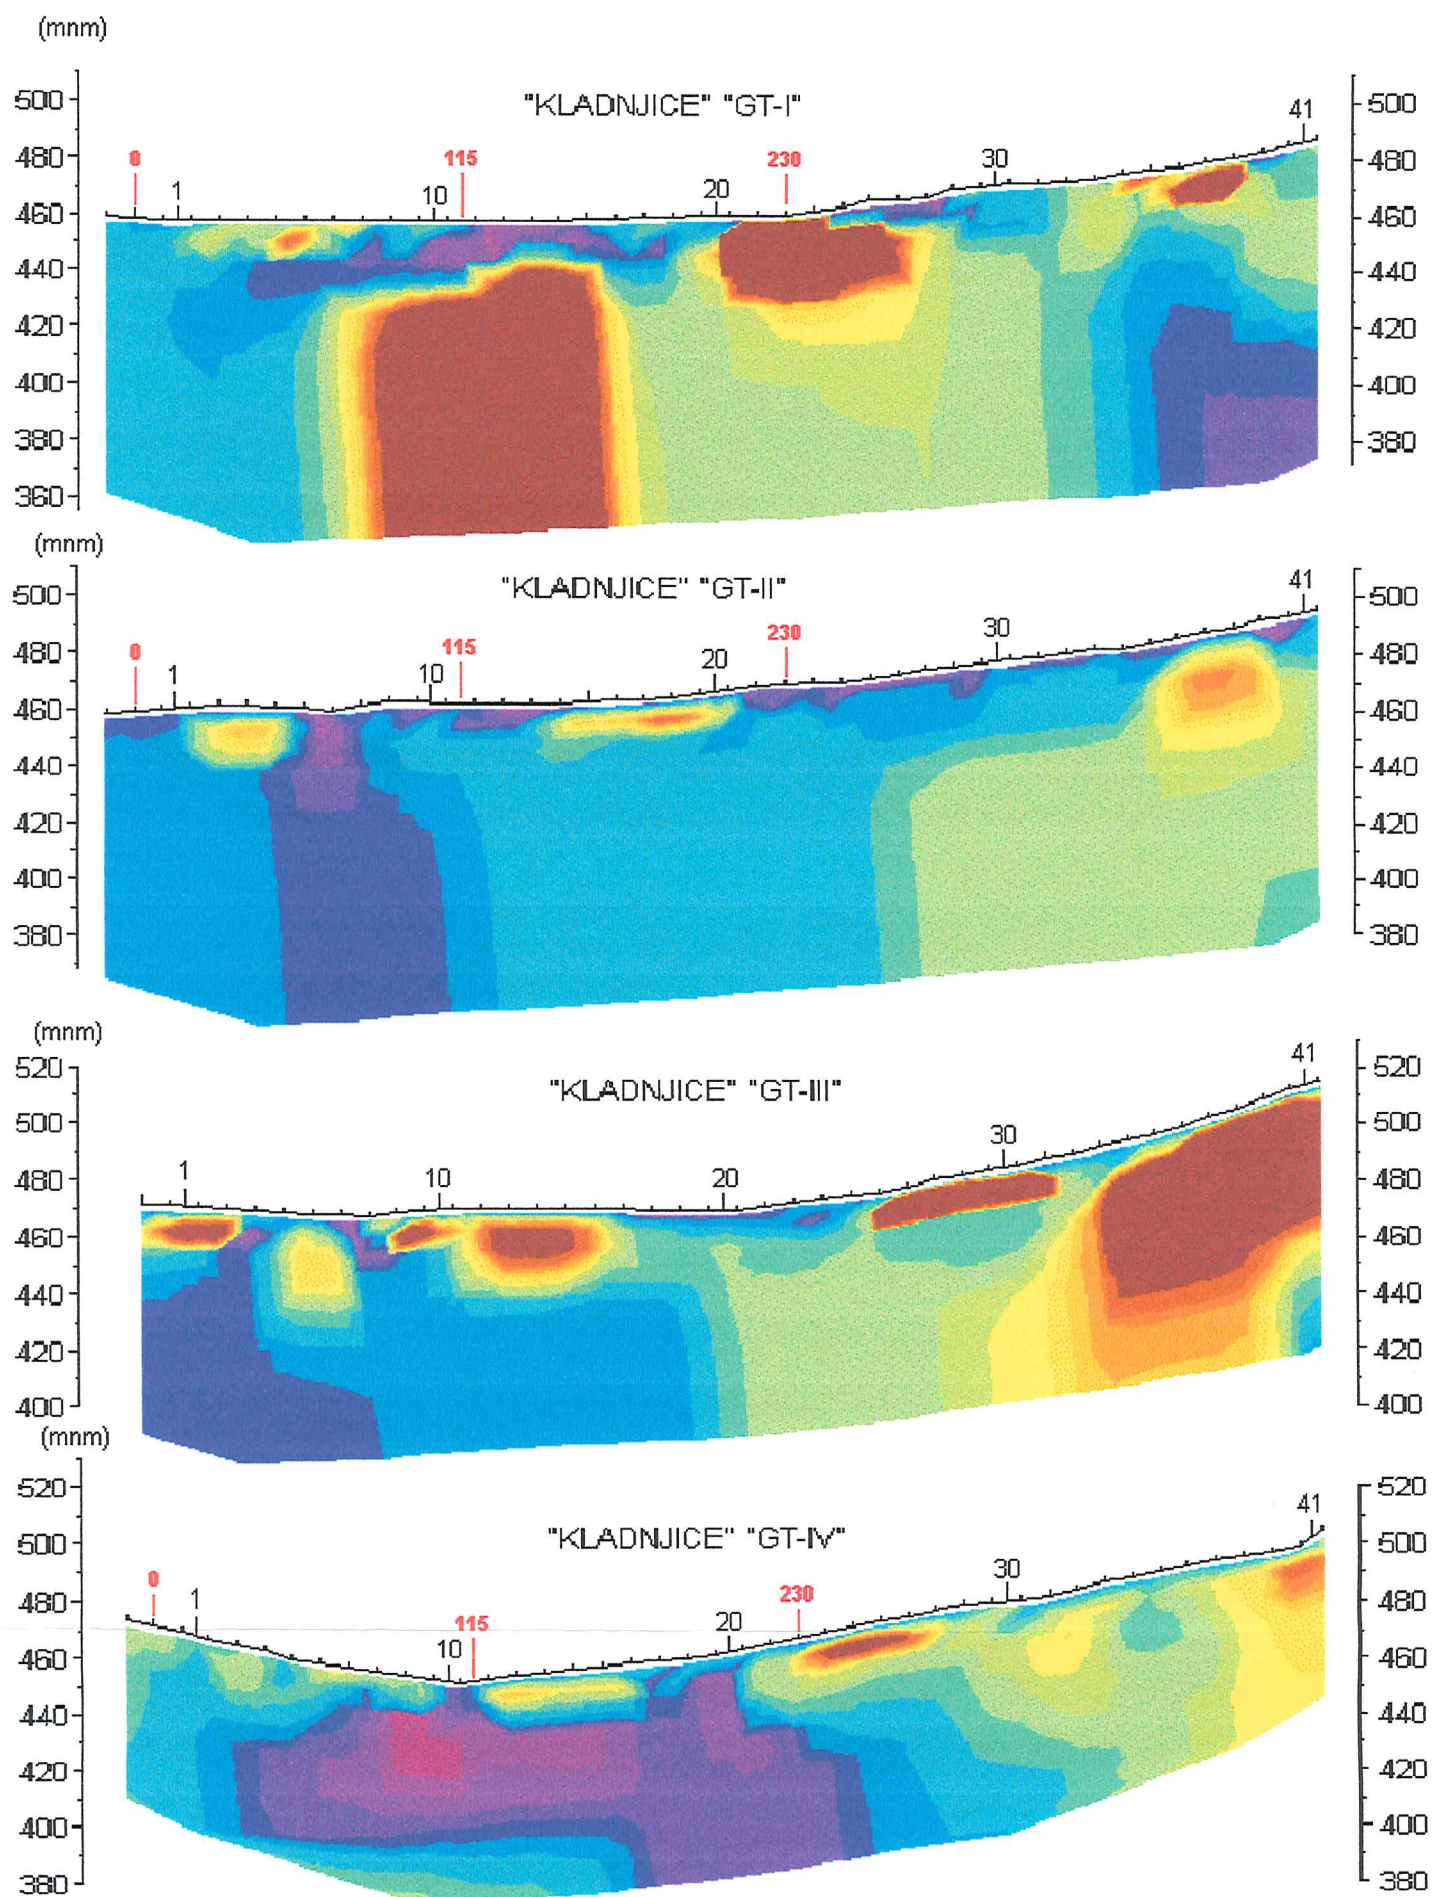 (mnm)
"KLADNJICE" "GT-I"
500 500
41
480 0 115 230 30 480
1 10 20
460 460
440 440
420 420
400 400
380 380
360
(mnm)
"KLADNJICE" "GT-II"
41
500 500
480 0 1 115 10 230 20 30 480
460 460
440 440
420 420
400 400
380 380
(mnm)
41
520 520
"KLADNJICE" "GT-III"
500 30 500
480 1 10 20 480
460 460
440 440
420 420
400 400
(mnm)
520 520
41
"KLADNJICE" "GT-IV"
500 500
480 0 1 230 30 480
115 20
460 10 460
440 440
420 420
400 400
380 380